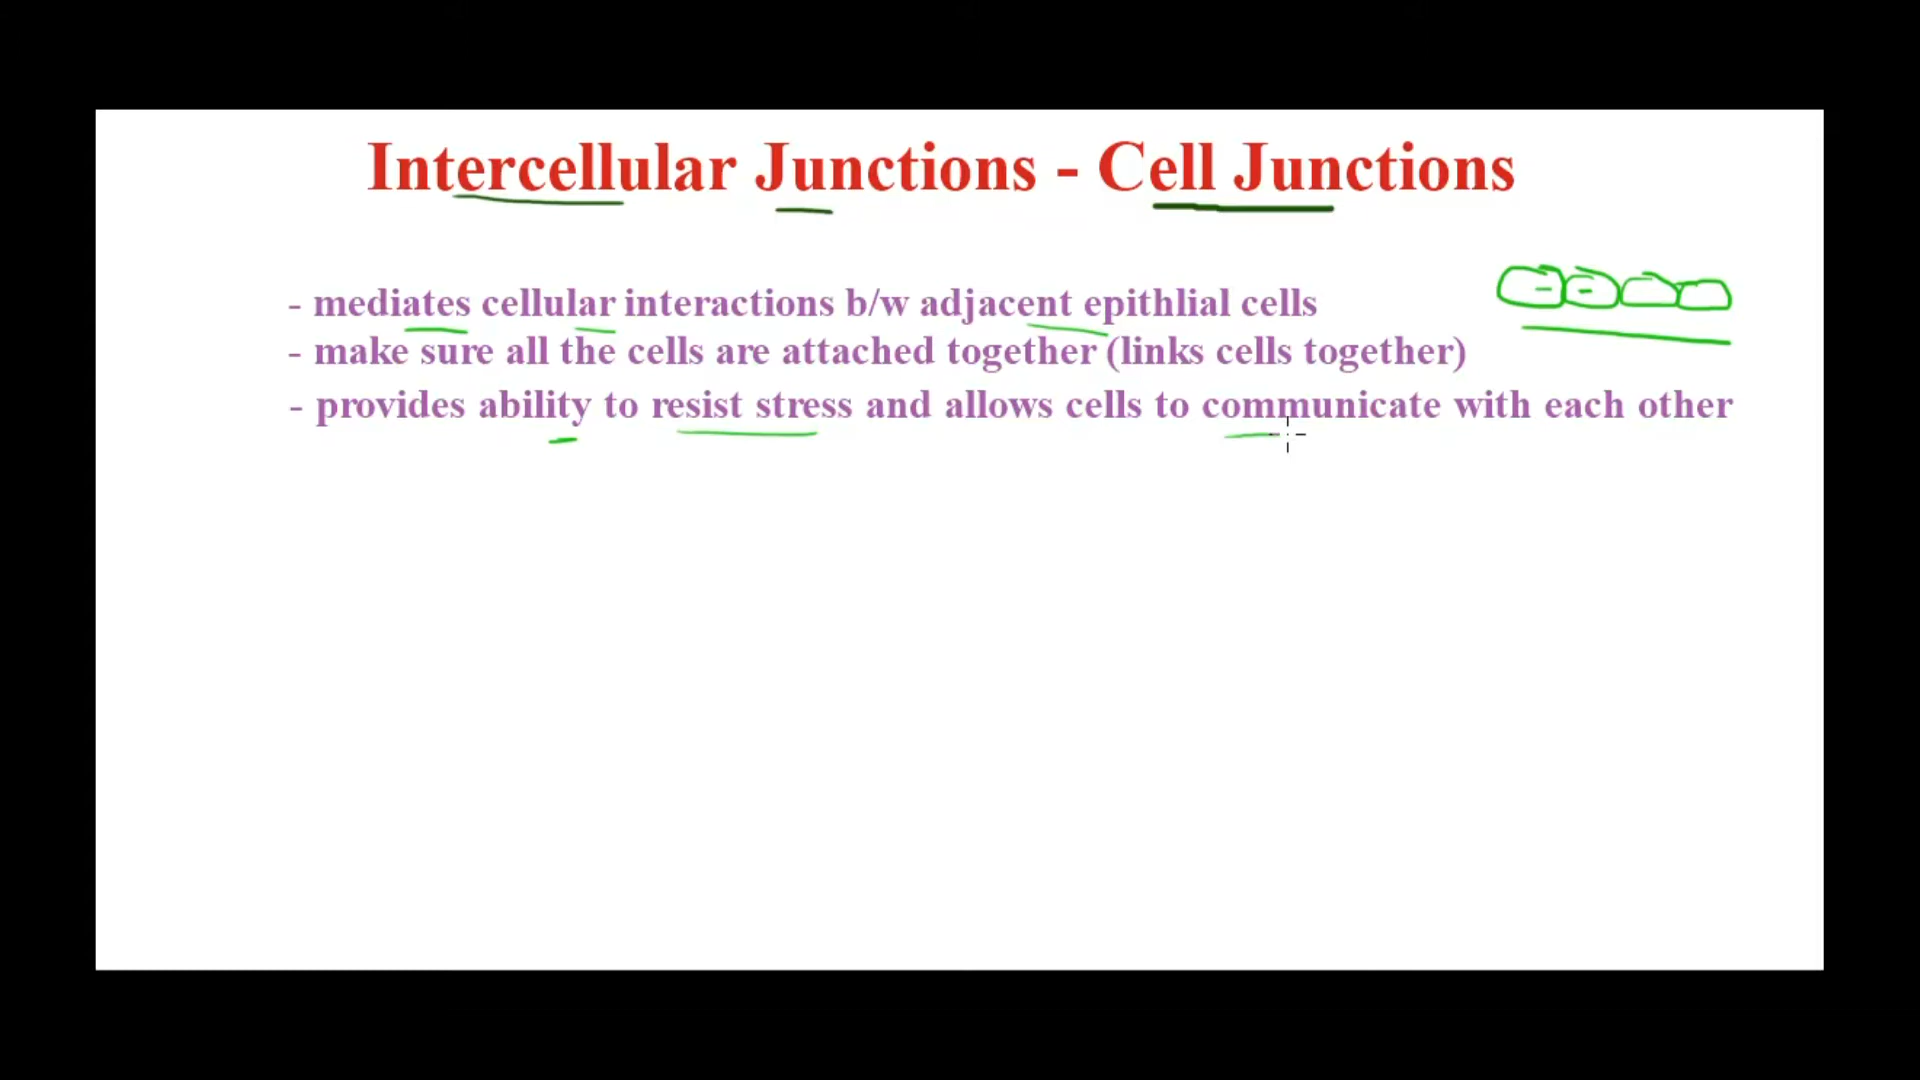 Intercellular Junctions - Cell Junctions
- mediates cellular interactions b/w adjacent epithlial cells
- make sure all the cells are attached together (links cells together)
- provides ability to resist stress and allows cells to communicate with each other